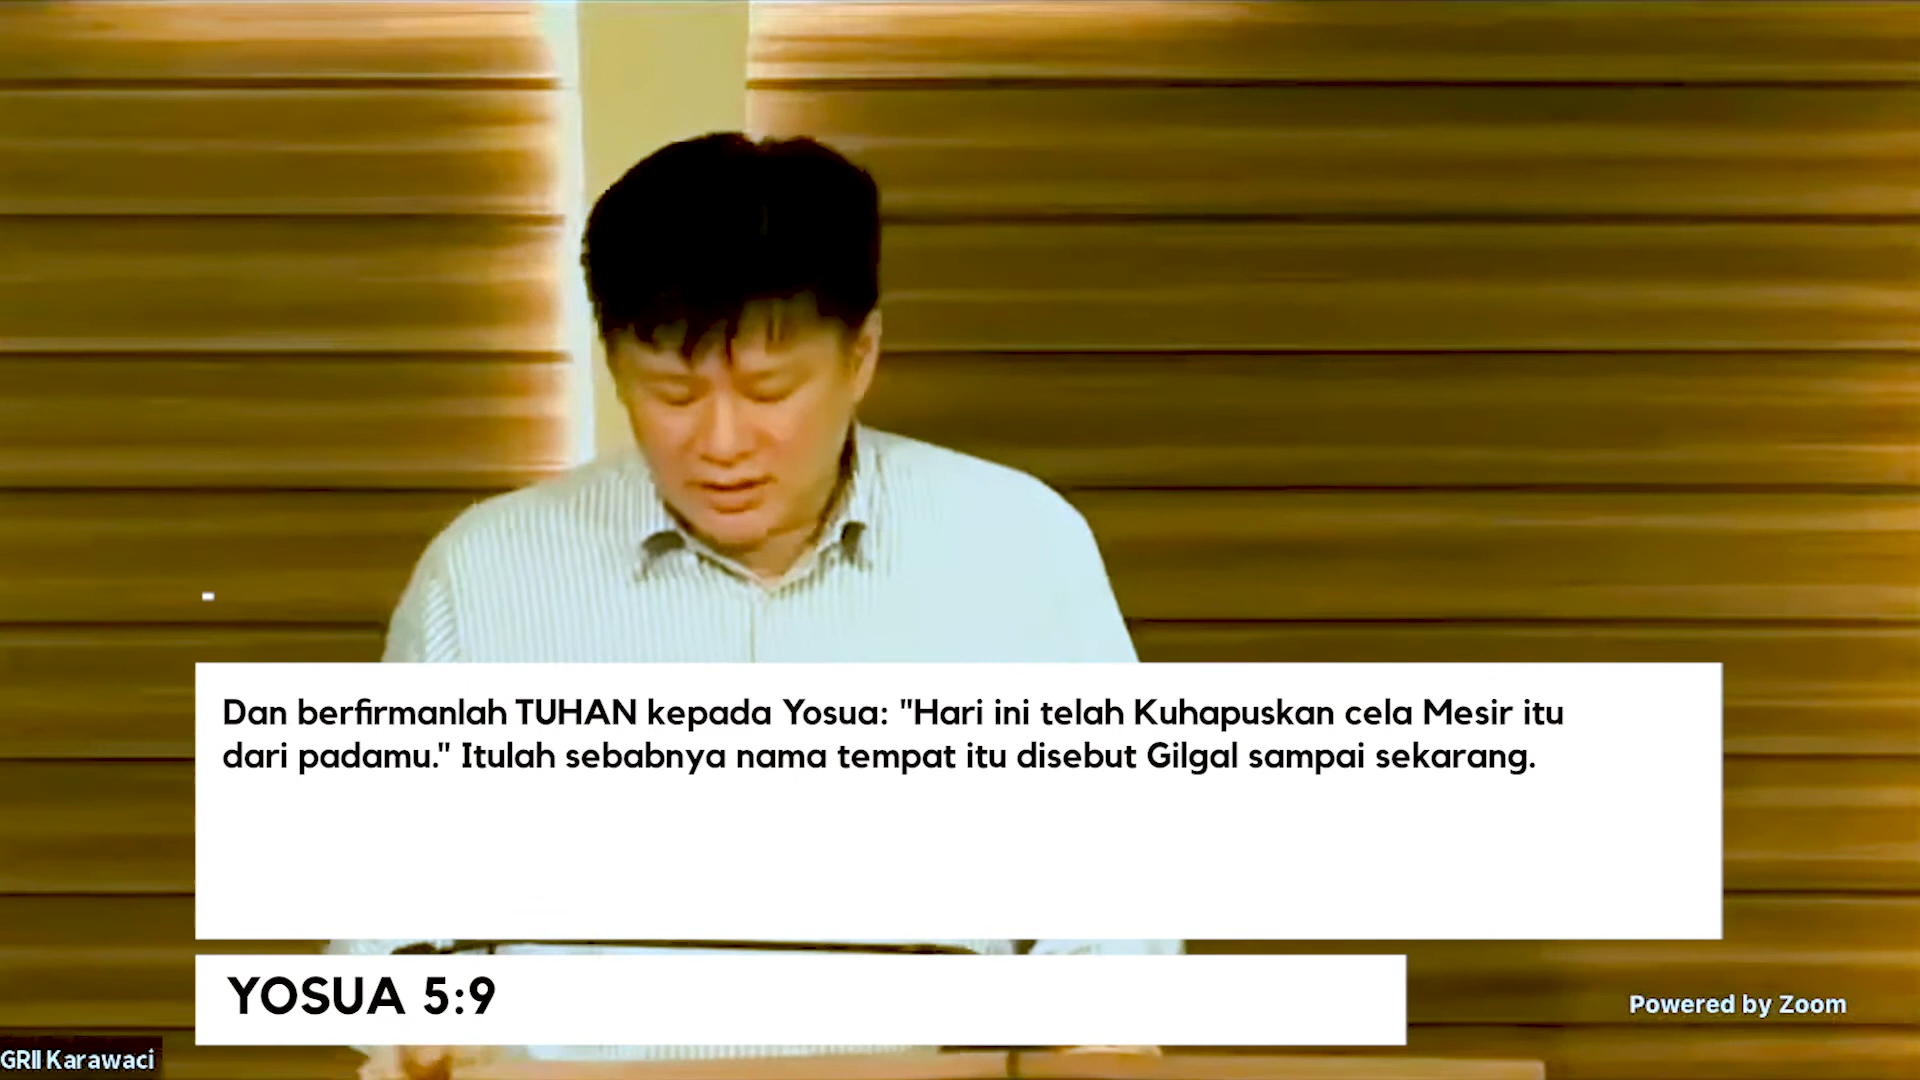 Dan berfirmanlah TUHAN kepada Yosua: "Hari ini telah Kuhapuskan cela Mesir itu
dari padamu." Itulah sebabnya nama tempat itu disebut Gilgal sampai sekarang.
YOSUA 5:9
Powered by Zoom
GRII Karawaci